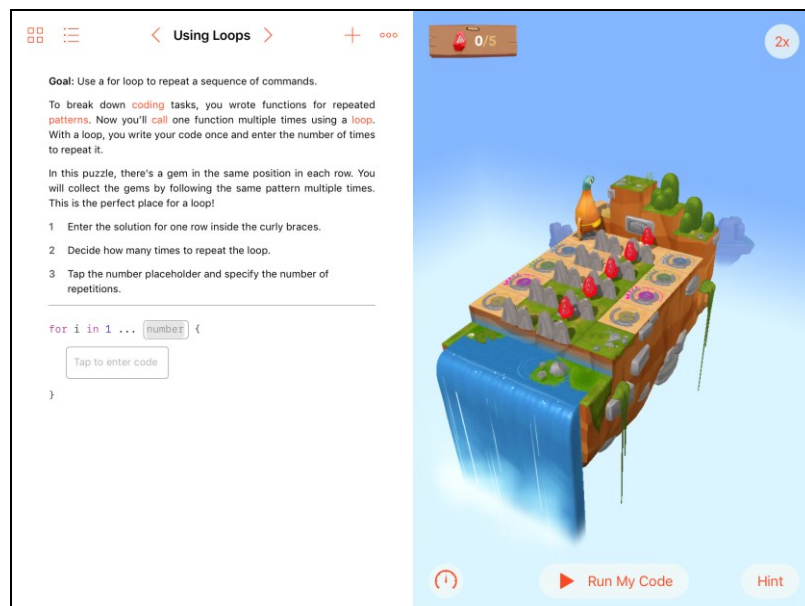 Using Loops
0/5
2x
Goal: Use a for loop to repeat a sequence of commands.
To break down coding tasks, you wrote functions for repeated
patterns. Now you'll call one function multiple times using a loop.
With a loop, you write your code once and enter the number of times
to repeat it.
In this puzzle, there's a gem in the same position in each row. You
will collect the gems by following the same pattern multiple times.
This is the perfect place for a loop!
1 Enter the solution for one row inside the curly braces.
2 Decide how many times to repeat the loop.
3 Tap the number placeholder and specify the number of
repetitions.
for i in 1 ... number {
Tap to enter code
}
Run My Code
Hint